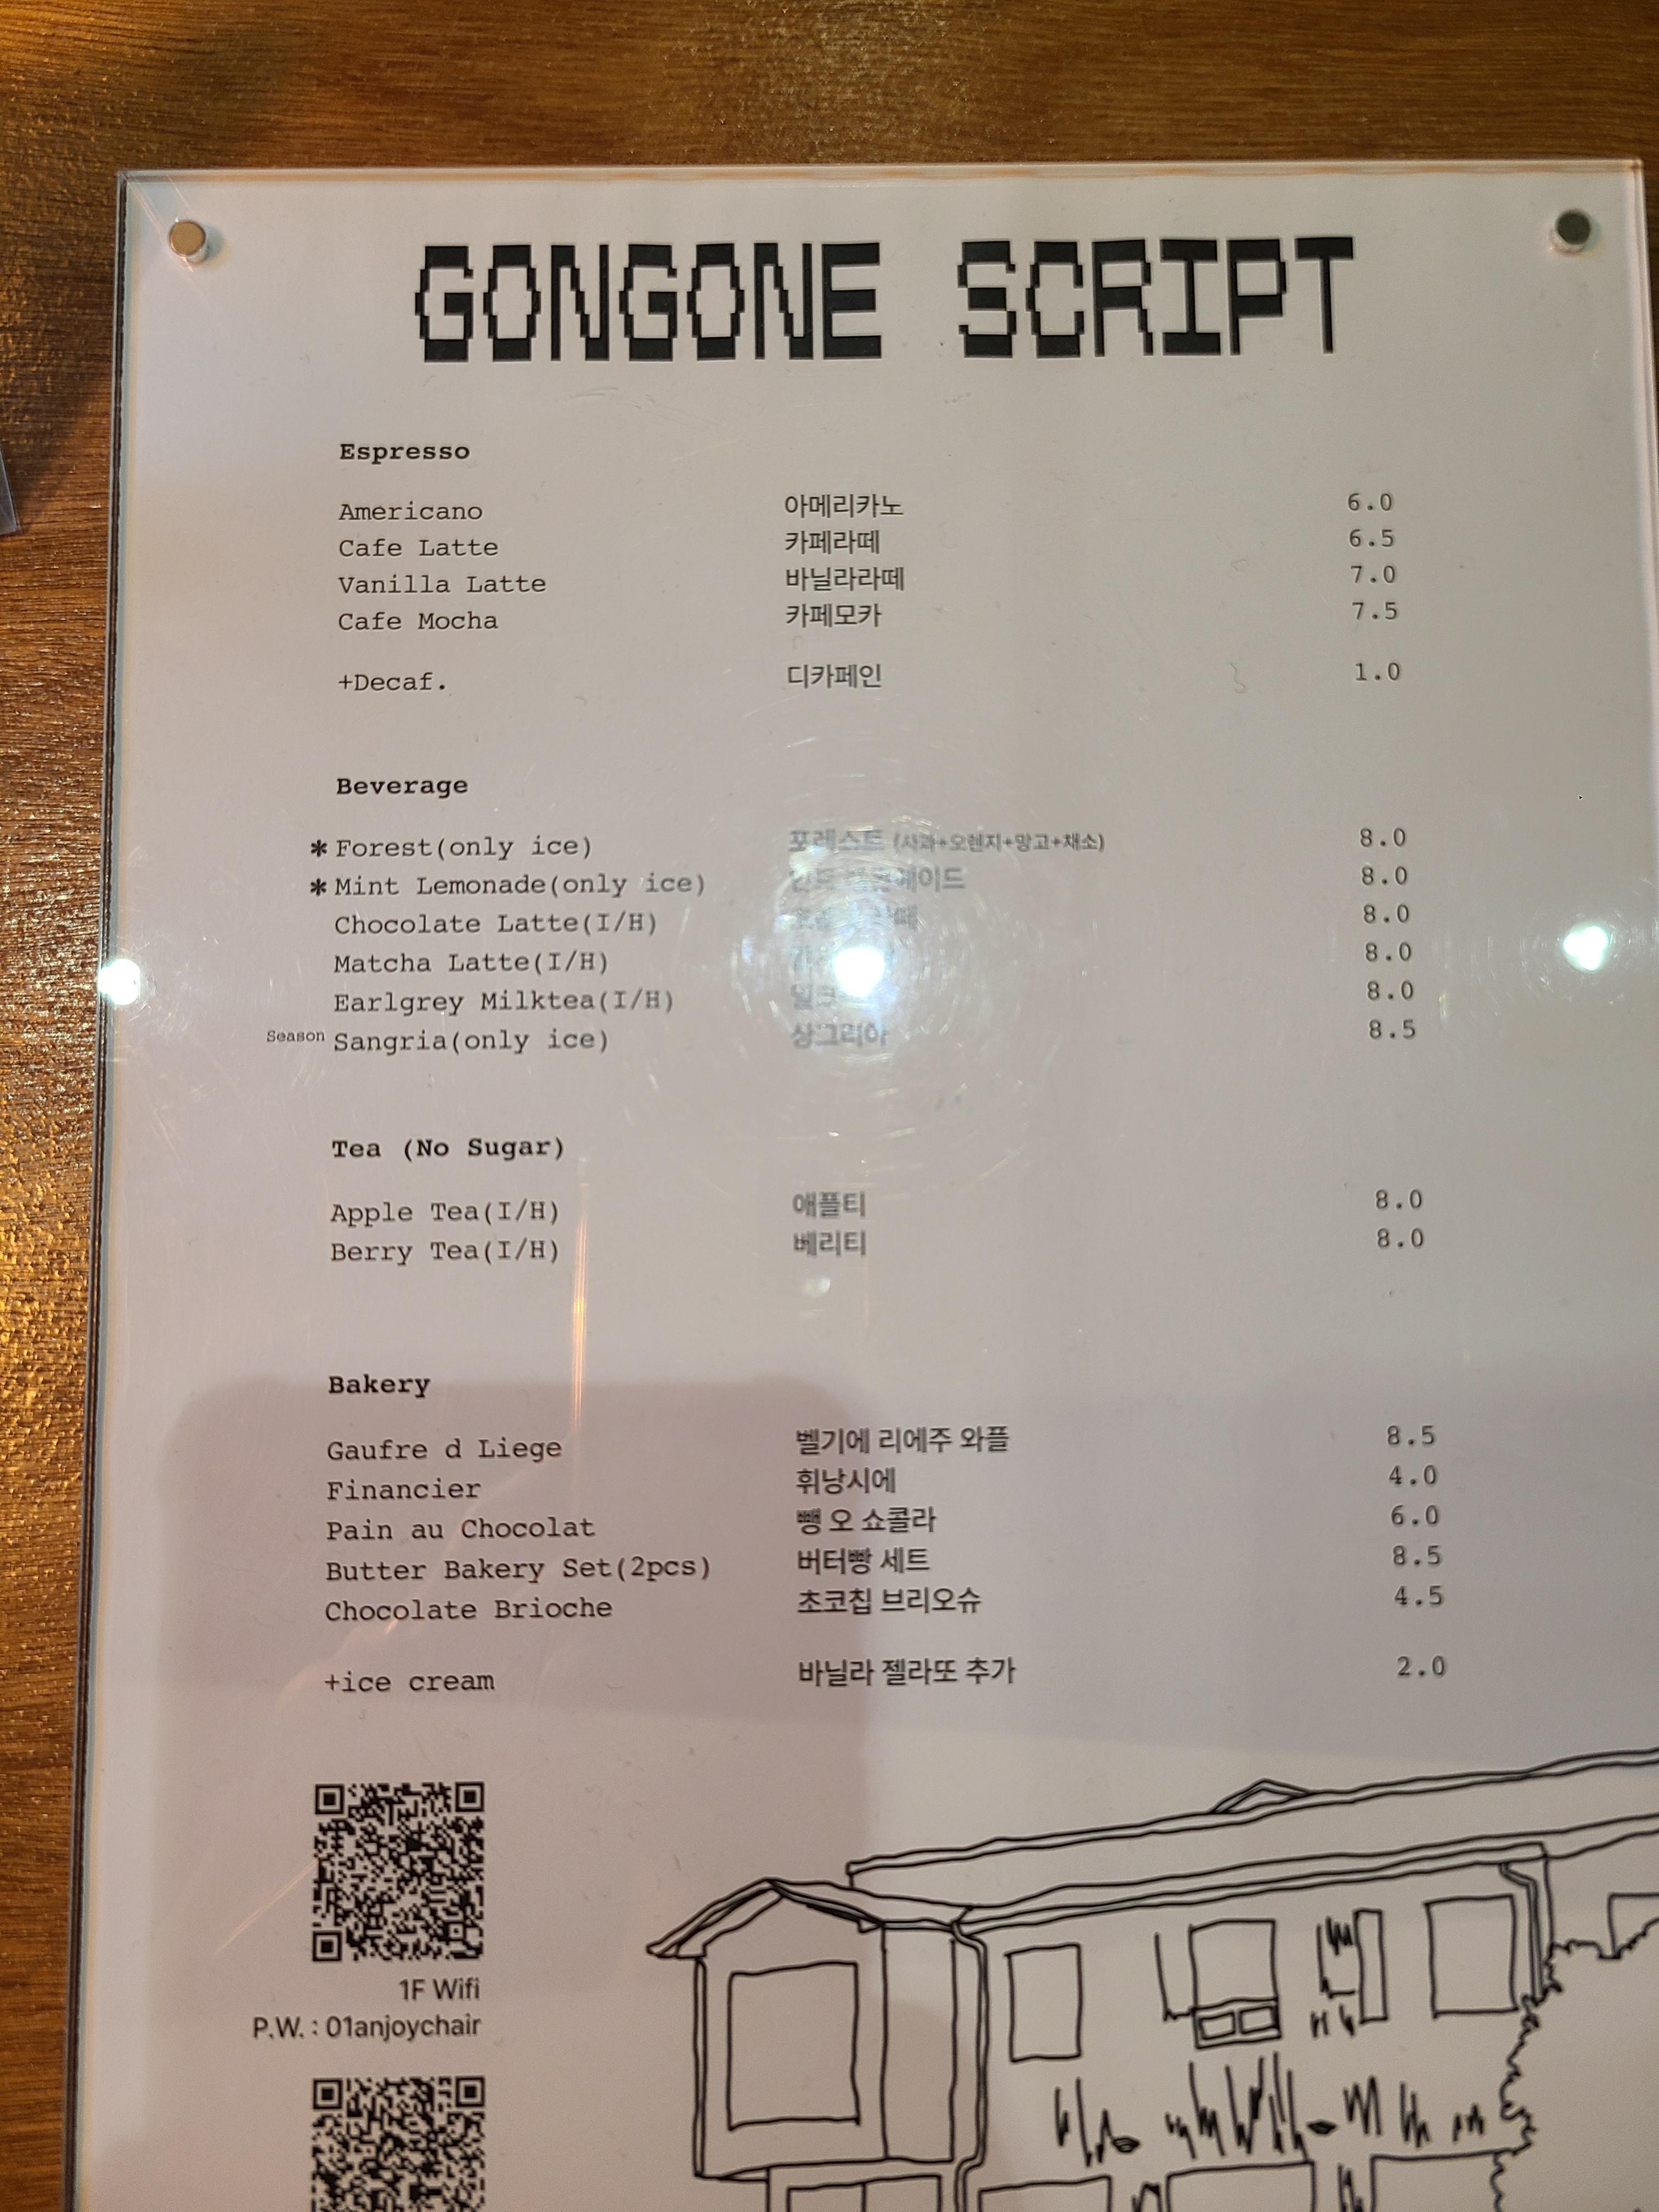 GONGONE SCRIPT
Espresso
Americano 아메리카노 6.0
Cafe Latte 카페라떼 6.5
Vanilla Latte 바닐라라떼 7.0
Cafe Mocha 카페모카 7.5
+Decaf. 디카페인 1.0
Beverage
* Forest(only ice) 포레스트 (사과+오렌지+망고+채소) 8.0
* Mint Lemonade(only ice) 8.0
Chocolate Latte(I/H) 8.0
Matcha Latte(I/H) 8.0
Earlgrey Milktea(I/H) 8.0
Season Sangria(only ice) 샹그리아 8.5
Tea (No Sugar)
Apple Tea(I/H) 애플티 8.0
Berry Tea(I/H) 베리티 8.0
Bakery
Gaufre d Liege 벨기에 리에주 와플 8.5
Financier 휘낭시에 4.0
Pain au Chocolat 뺑 오 쇼콜라 6.0
Butter Bakery Set(2pcs) 버터빵 세트 8.5
Chocolate Brioche 초코칩 브리오슈 4.5
+ice cream 바닐라 젤라또 추가 2.0
1F Wifi
P.W. : 01anjoychair